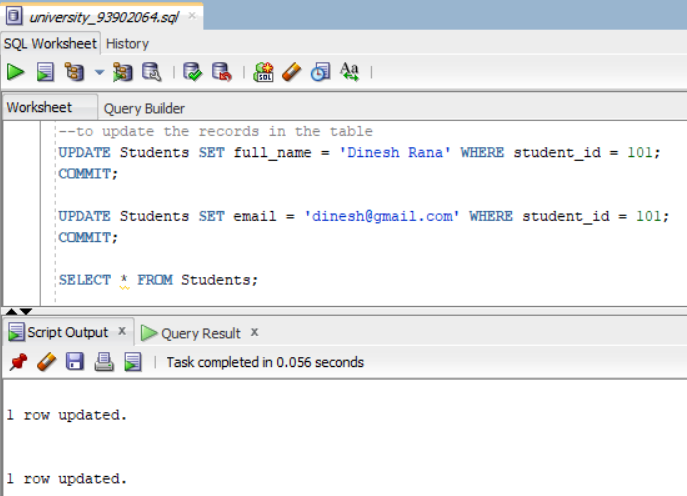 university_93902064.sql
SQL Worksheet History
SQL
Aa
Worksheet Query Builder
--to update the records in the table
UPDATE Students SET full_name = 'Dinesh Rana' WHERE student_id = 101;
COMMIT;
UPDATE Students SET email = 'dinesh@gmail.com' WHERE student_id = 101;
COMMIT;
SELECT * FROM Students;
Script Output x Query Result x
Task completed in 0.056 seconds
1 row updated.
1 row updated.